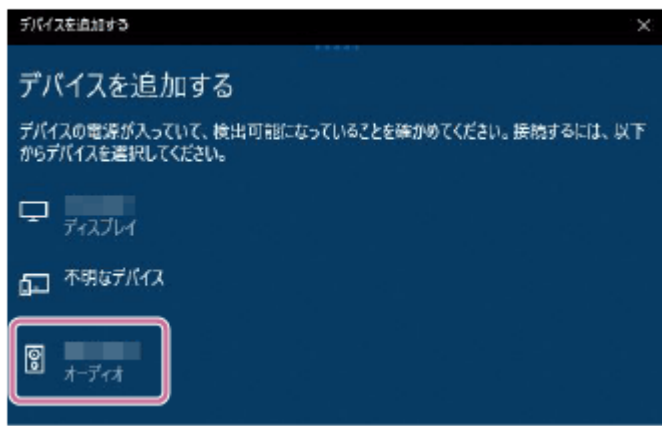 デバイスを追加する
デバイスを追加する
デバイスの電源が入っていて、検出可能になっていることを確かめてください。接続するには、以下
からデバイスを選択してください。
ディスプレイ
不明なデバイス
オーディオ